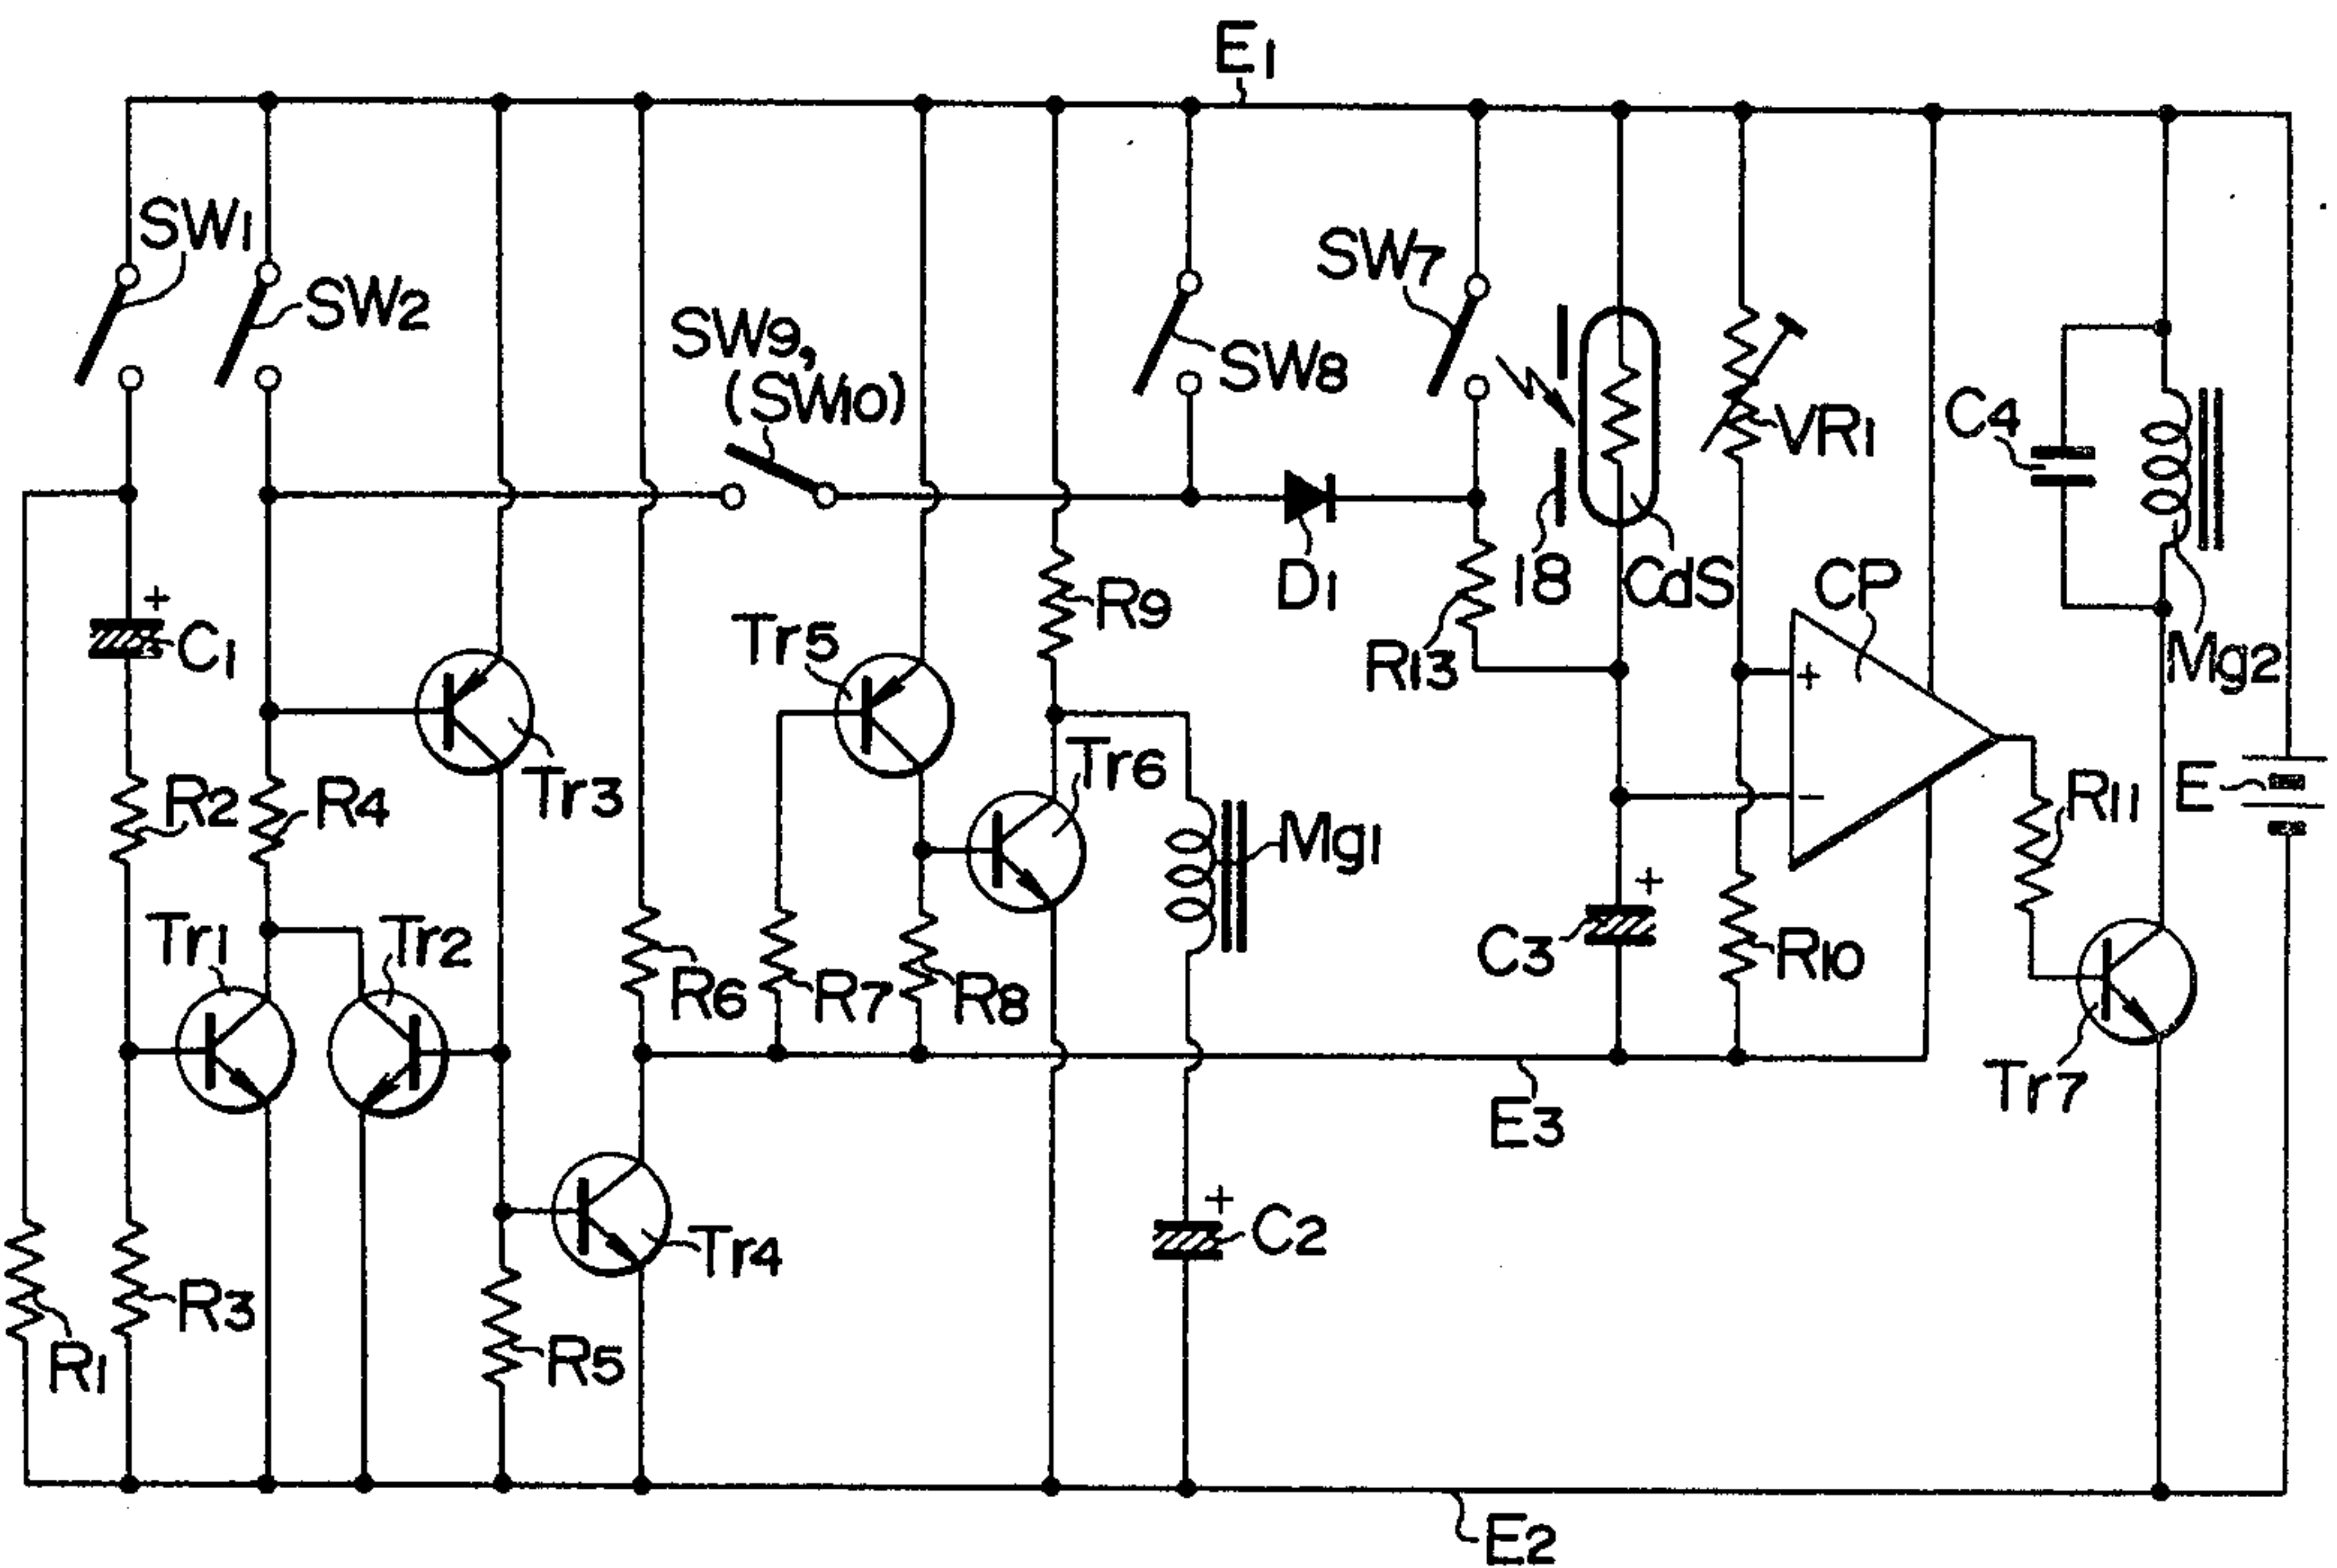 E1
SW1
SW2
SW9,
(SW10)
SW8
SW7
18
CdS
VR1
C4
Mg2
+
C1
Tr3
Tr5
R9
D1
R13
CP
+
−
R2
R4
Tr6
Mg1
R11
E
Tr1
Tr2
R6
R7
R8
+
C3
R10
Tr7
E3
R1
R3
R5
Tr4
+
C2
E2